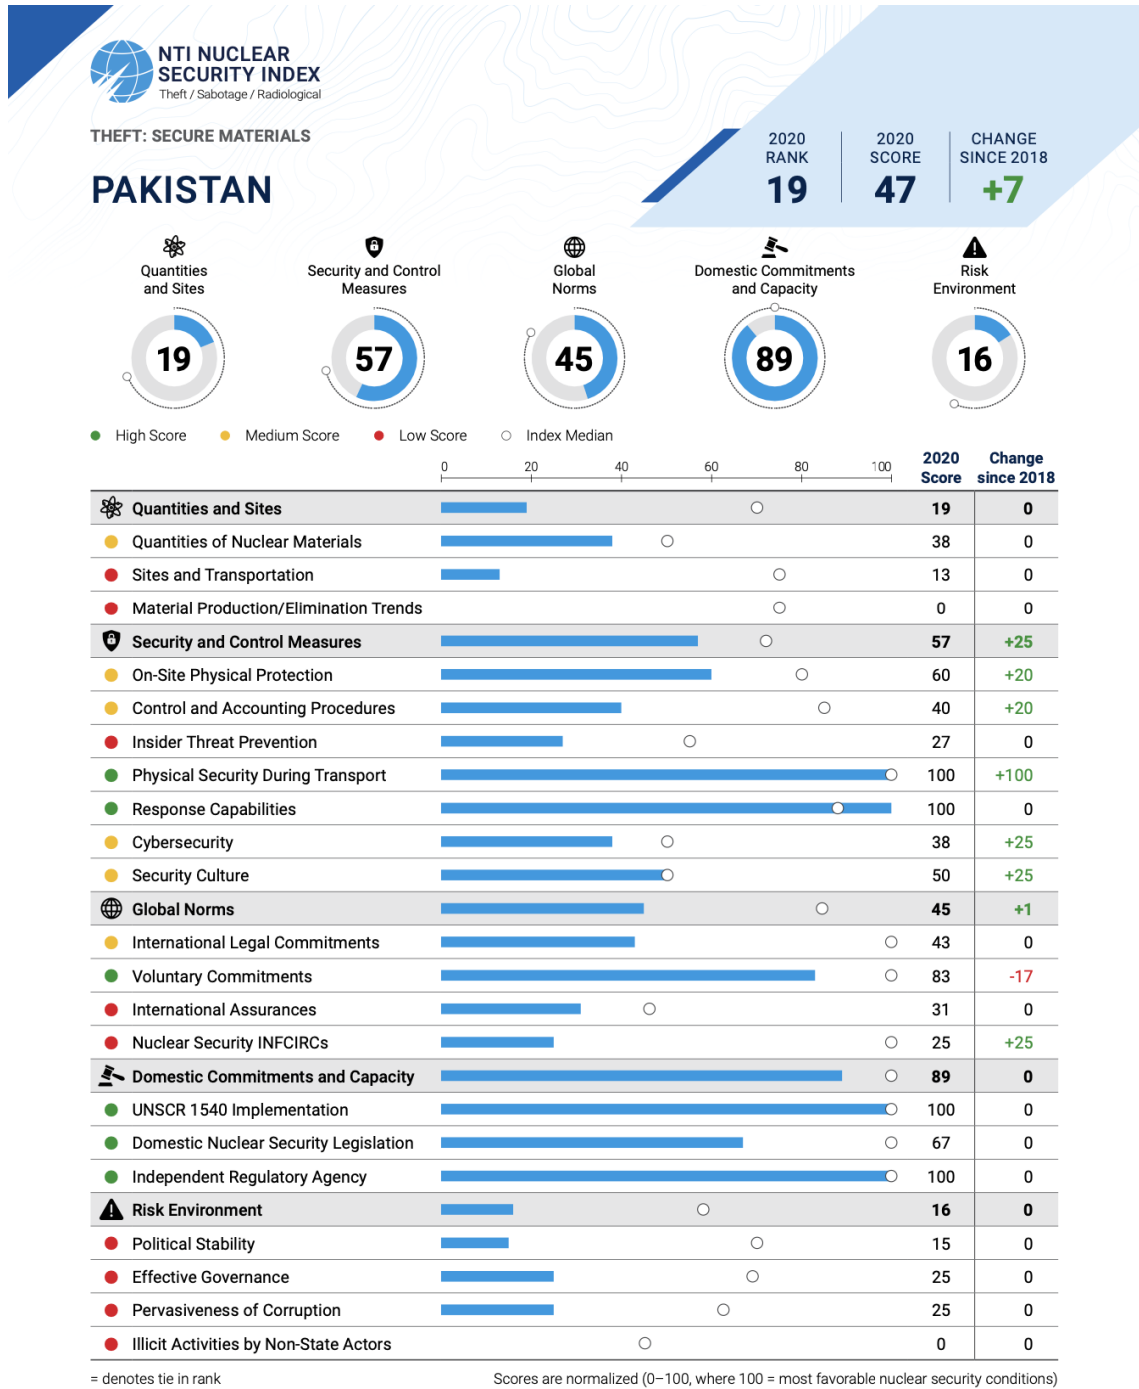 NTI NUCLEAR
SECURITY INDEX
Theft / Sabotage / Radiological
THEFT: SECURE MATERIALS
PAKISTAN
2020 RANK 19
2020 SCORE 47
CHANGE SINCE 2018 +7
Quantities and Sites 19
Security and Control Measures 57
Global Norms 45
Domestic Commitments and Capacity 89
Risk Environment 16
High Score Medium Score Low Score Index Median
0 20 40 60 80 100 2020 Score Change since 2018
Quantities and Sites 19 0
Quantities of Nuclear Materials 38 0
Sites and Transportation 13 0
Material Production/Elimination Trends 0 0
Security and Control Measures 57 +25
On-Site Physical Protection 60 +20
Control and Accounting Procedures 40 +20
Insider Threat Prevention 27 0
Physical Security During Transport 100 +100
Response Capabilities 100 0
Cybersecurity 38 +25
Security Culture 50 +25
Global Norms 45 +1
International Legal Commitments 43 0
Voluntary Commitments 83 -17
International Assurances 31 0
Nuclear Security INFCIRCs 25 +25
Domestic Commitments and Capacity 89 0
UNSCR 1540 Implementation 100 0
Domestic Nuclear Security Legislation 67 0
Independent Regulatory Agency 100 0
Risk Environment 16 0
Political Stability 15 0
Effective Governance 25 0
Pervasiveness of Corruption 25 0
Illicit Activities by Non-State Actors 0 0
= denotes tie in rank
Scores are normalized (0–100, where 100 = most favorable nuclear security conditions)